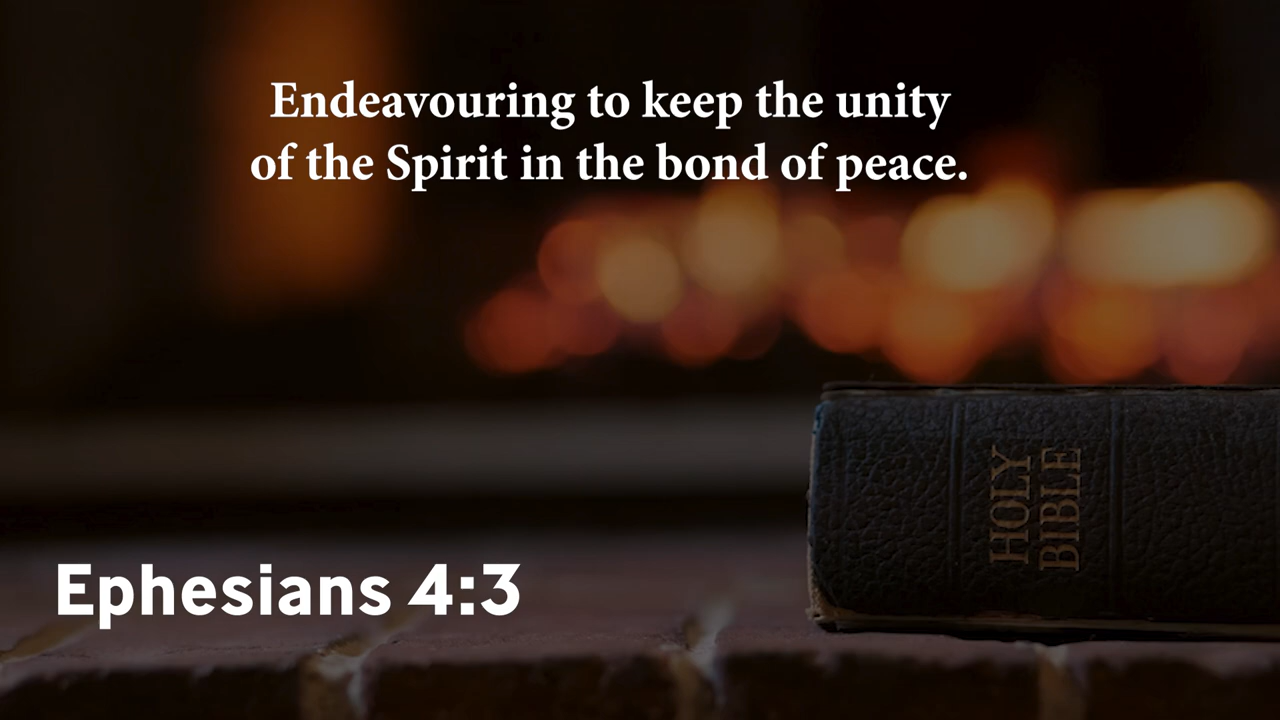 Endeavouring to keep the unity
of the Spirit in the bond of peace.
HOLY
BIBLE
Ephesians 4:3